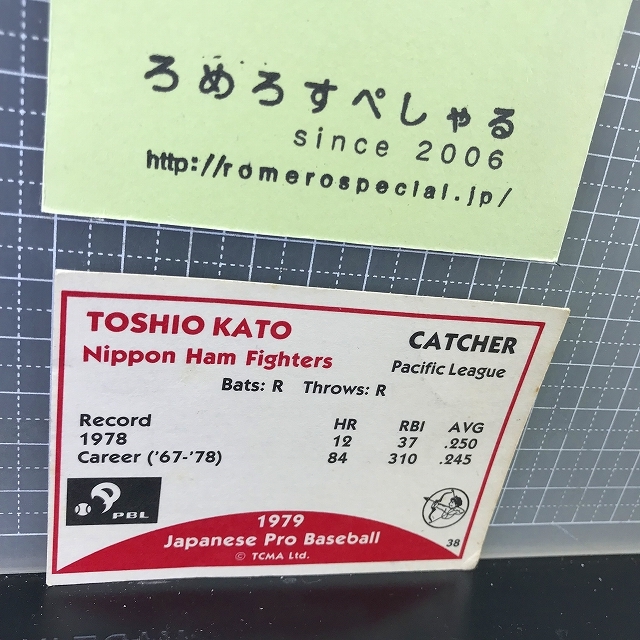 ろめろすぺしゃる
since 2006
http://romerospecial.jp/
TOSHIO KATO
CATCHER
Nippon Ham Fighters
Pacific League
Bats: R Throws: R
Record HR RBI AVG
1978 12 37 .250
Career ('67-'78) 84 310 .245
PBL
1979
Japanese Pro Baseball
© TCMA Ltd.
38